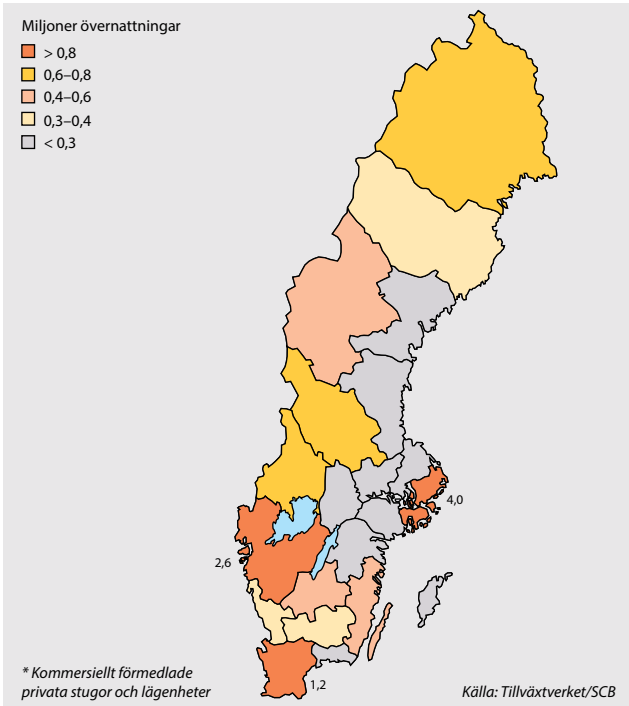 Miljoner övernattningar
> 0,8
0,6–0,8
0,4–0,6
0,3–0,4
< 0,3
4,0
2,6
1,2
* Kommersiellt förmedlade
privata stugor och lägenheter
Källa: Tillväxtverket/SCB